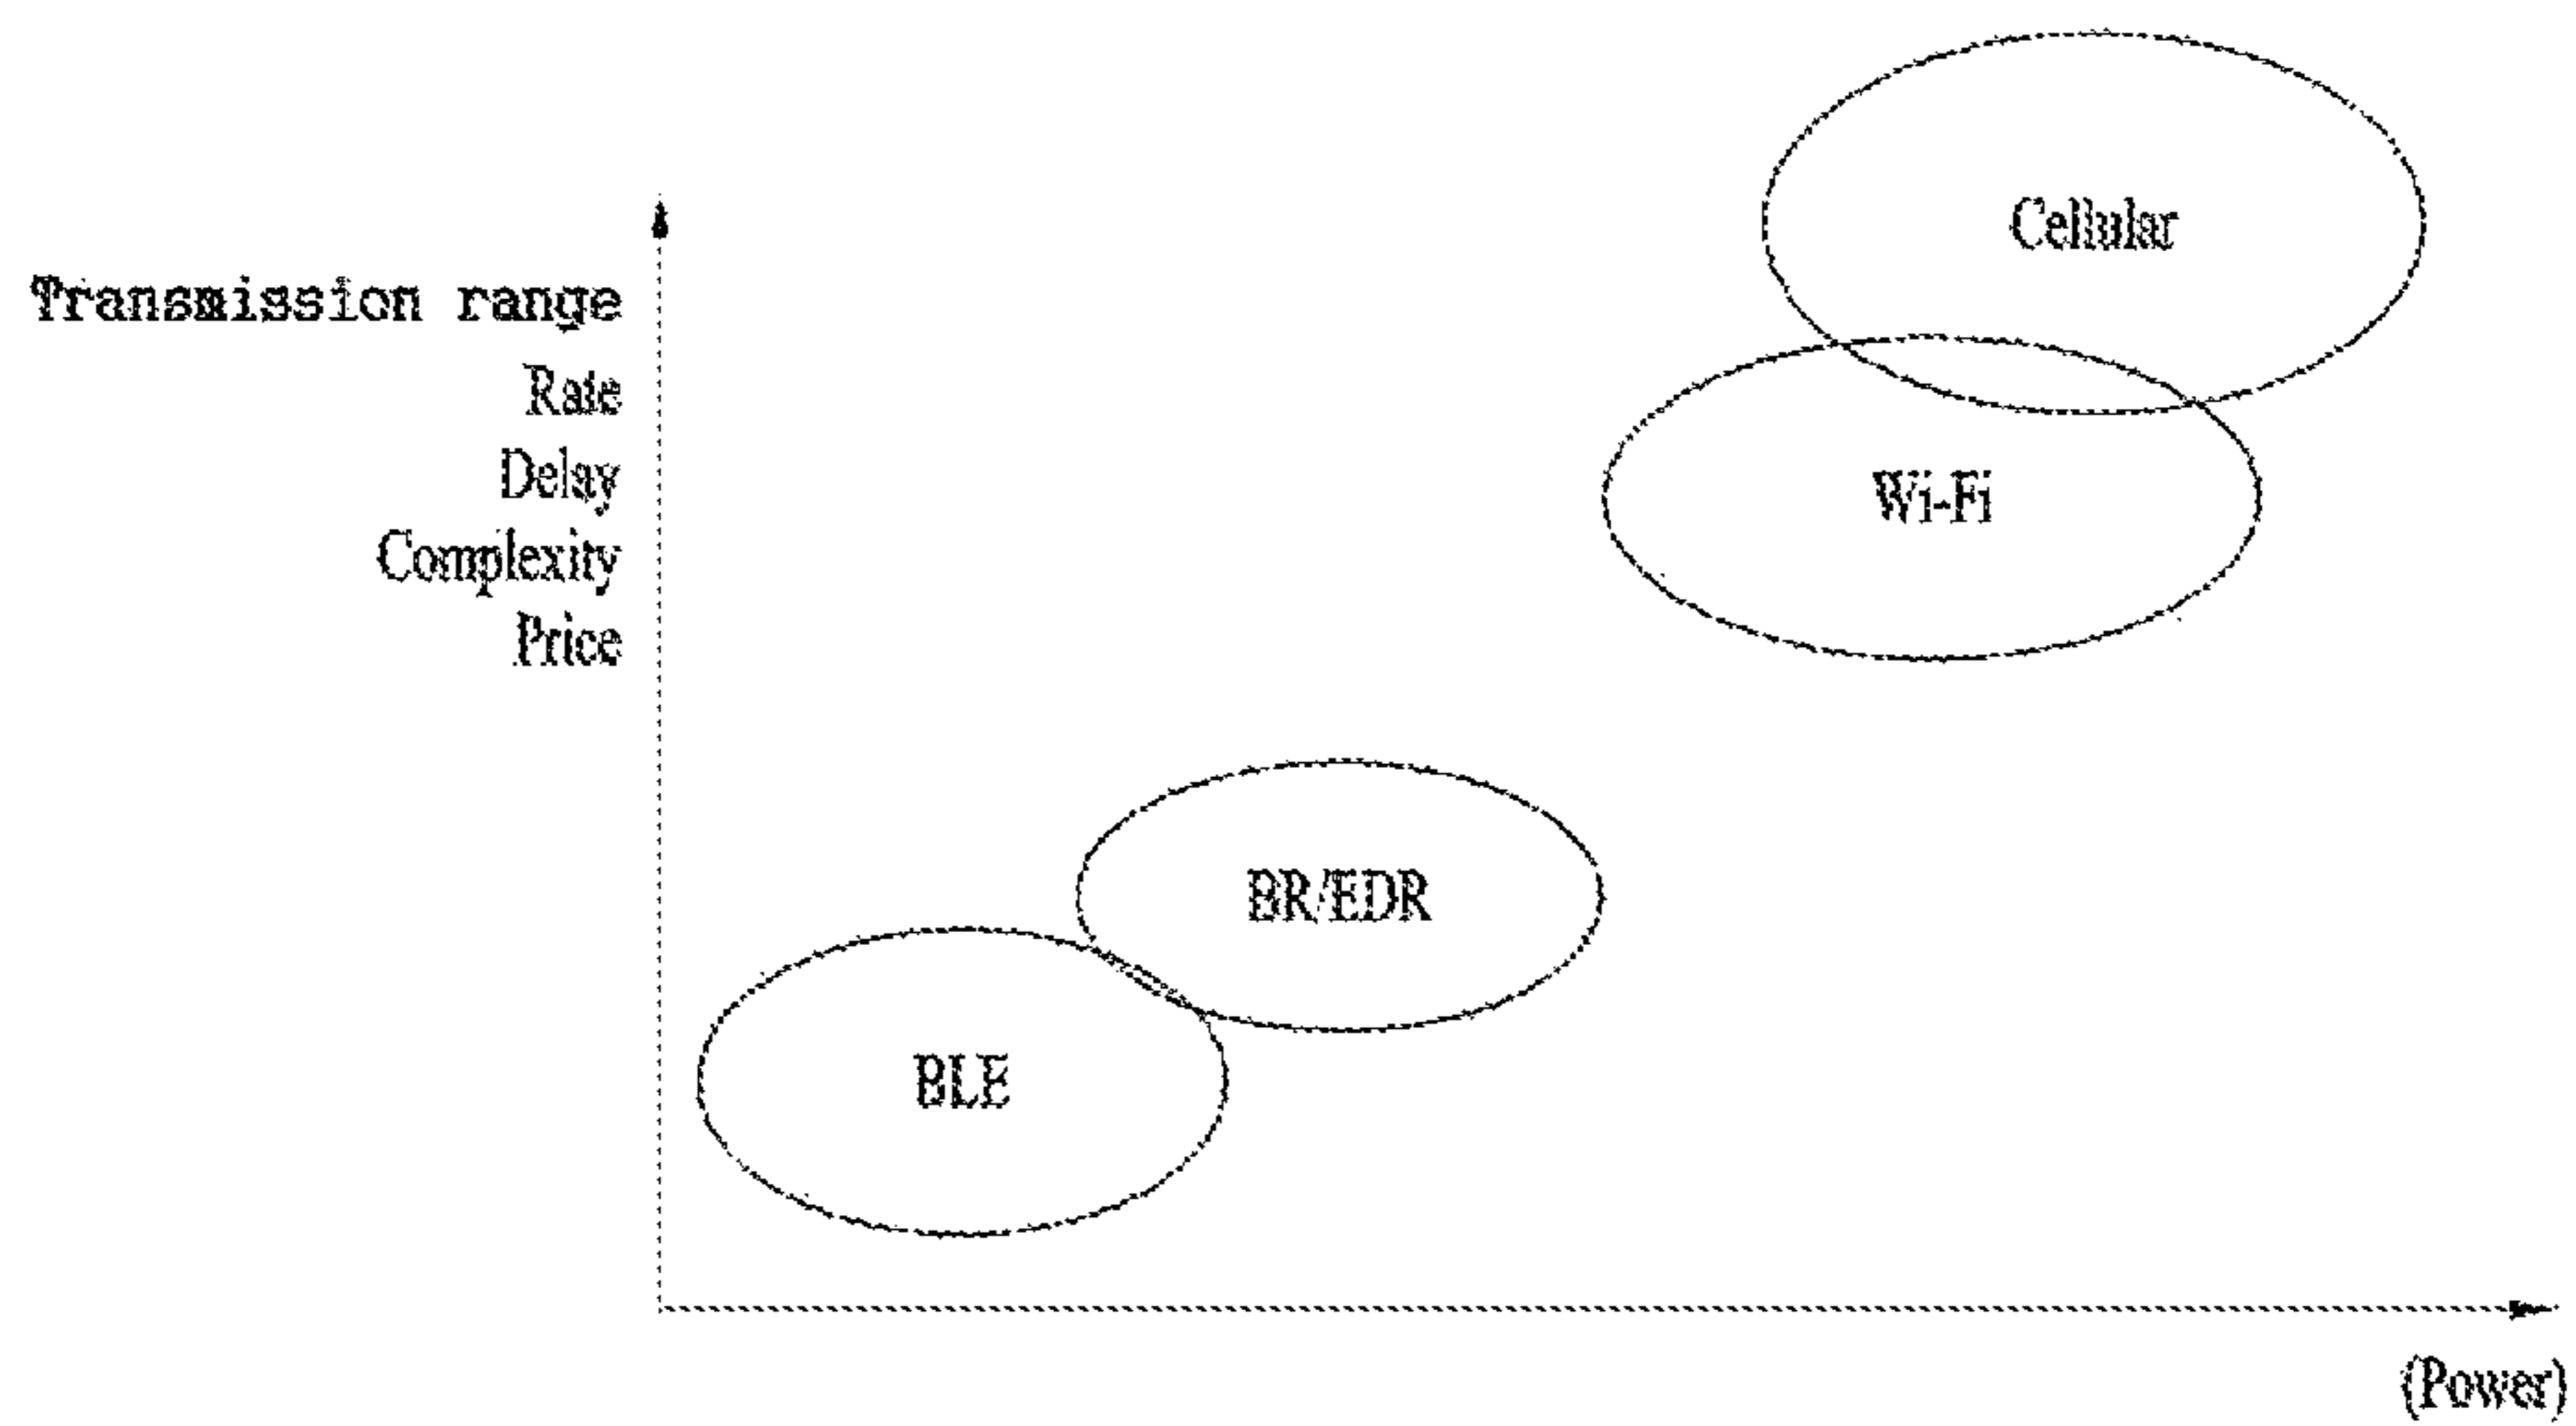 Cellular
Transmission range
Rate
Delay
Wi-Fi
Complexity
Price
BR/EDR
BLE
(Power)